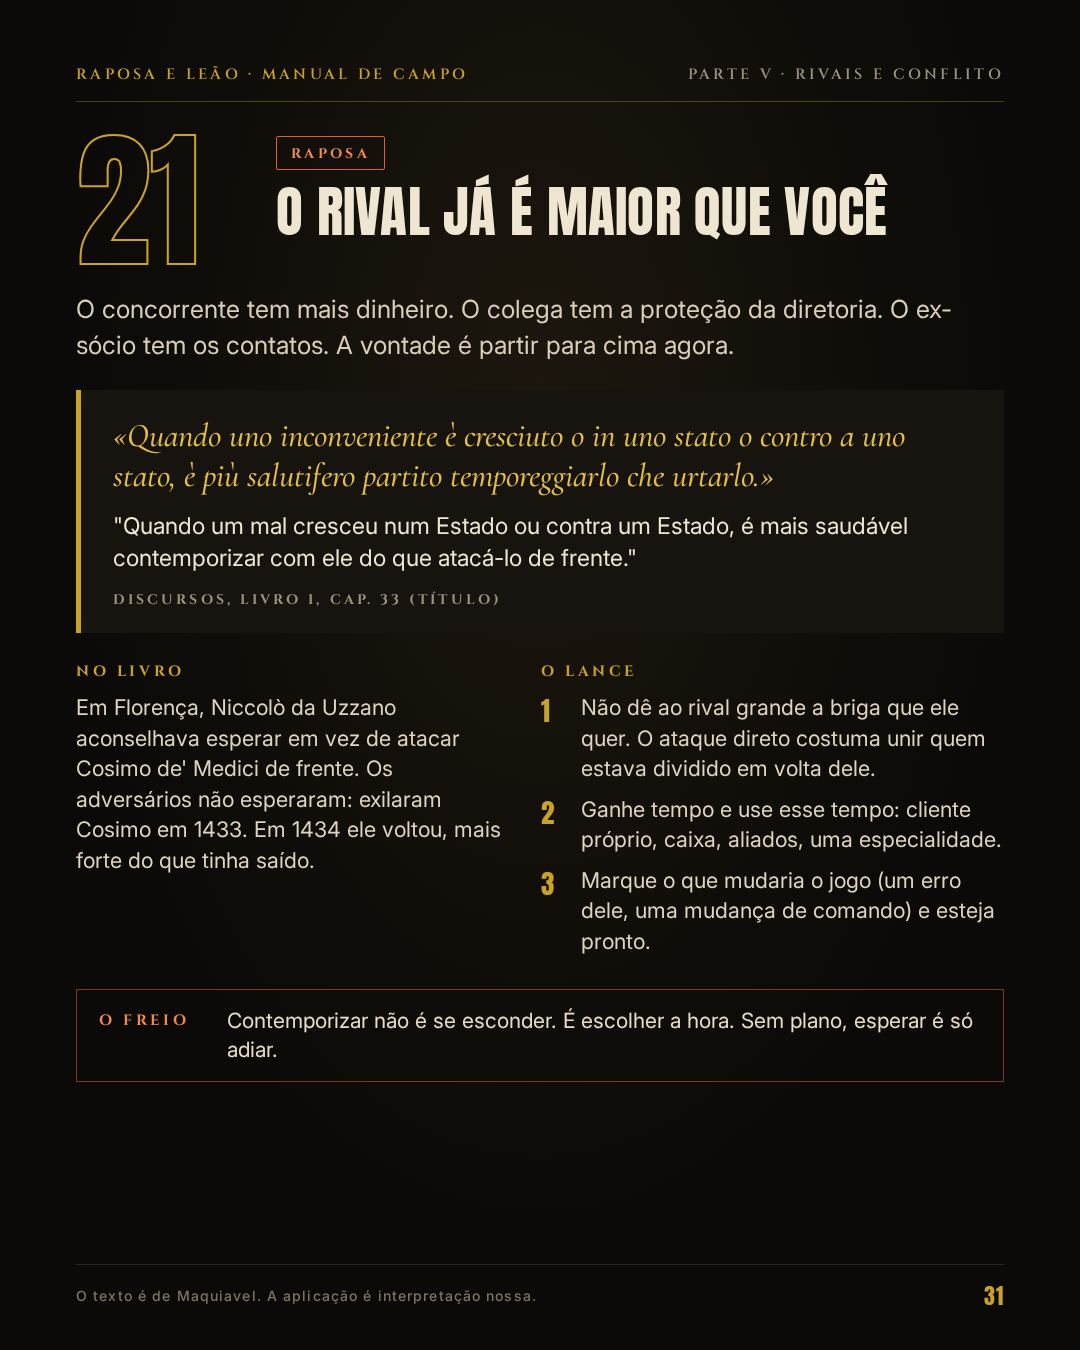 RAPOSA E LEÃO · MANUAL DE CAMPO
PARTE V · RIVAIS E CONFLITO
21
RAPOSA
O RIVAL JÁ É MAIOR QUE VOCÊ
O concorrente tem mais dinheiro. O colega tem a proteção da diretoria. O ex-
sócio tem os contatos. A vontade é partir para cima agora.
«Quando uno inconveniente è cresciuto o in uno stato o contro a uno
stato, è più salutifero partito temporeggiarlo che urtarlo.»
"Quando um mal cresceu num Estado ou contra um Estado, é mais saudável
contemporizar com ele do que atacá-lo de frente."
DISCURSOS, LIVRO I, CAP. 33 (TÍTULO)
NO LIVRO
Em Florença, Niccolò da Uzzano
aconselhava esperar em vez de atacar
Cosimo de' Medici de frente. Os
adversários não esperaram: exilaram
Cosimo em 1433. Em 1434 ele voltou, mais
forte do que tinha saído.
O LANCE
1 Não dê ao rival grande a briga que ele
quer. O ataque direto costuma unir quem
estava dividido em volta dele.
2 Ganhe tempo e use esse tempo: cliente
próprio, caixa, aliados, uma especialidade.
3 Marque o que mudaria o jogo (um erro
dele, uma mudança de comando) e esteja
pronto.
O FREIO
Contemporizar não é se esconder. É escolher a hora. Sem plano, esperar é só
adiar.
O texto é de Maquiavel. A aplicação é interpretação nossa.
31